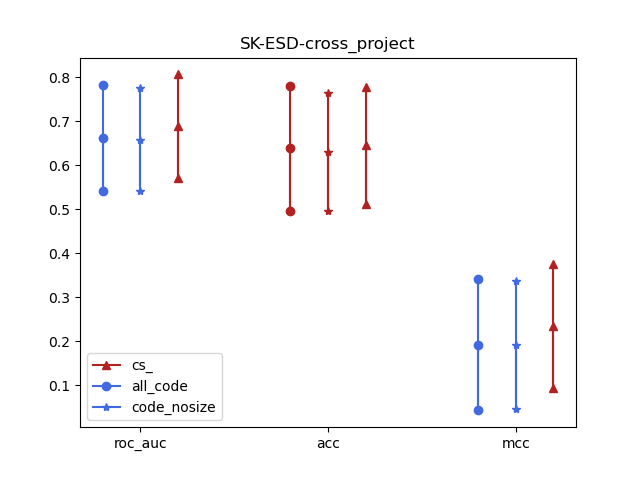 SK-ESD-cross_project
0.8
0.7
0.6
0.5
0.4
0.3
0.2
0.1
cs_
all_code
code_nosize
roc_auc acc mcc